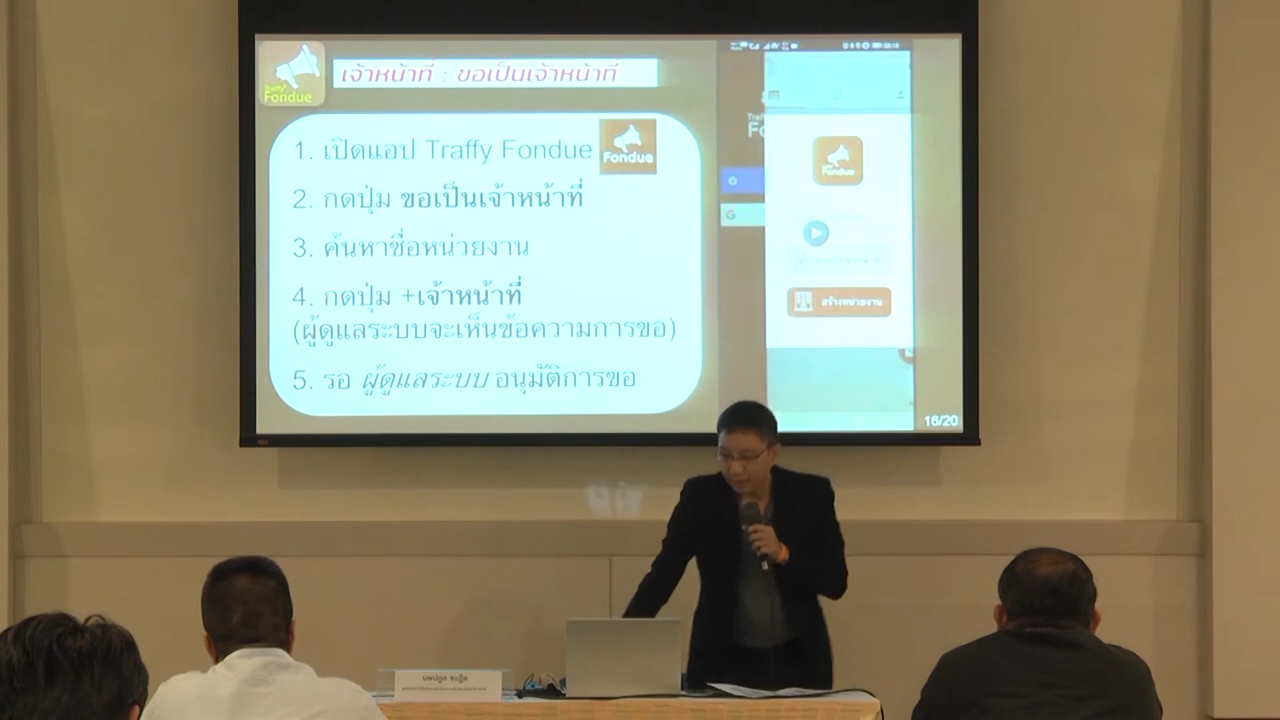 Traffy
Fondue
เจ้าหน้าที่ : ขอเป็นเจ้าหน้าที่
1. เปิดแอป Traffy Fondue
Fondue
2. กดปุ่ม ขอเป็นเจ้าหน้าที่
3. ค้นหาชื่อหน่วยงาน
4. กดปุ่ม +เจ้าหน้าที่
(ผู้ดูแลระบบจะเห็นข้อความการขอ)
5. รอ ผู้ดูแลระบบ อนุมัติการขอ
Fondue
สร้างหน่วยงาน
16/20